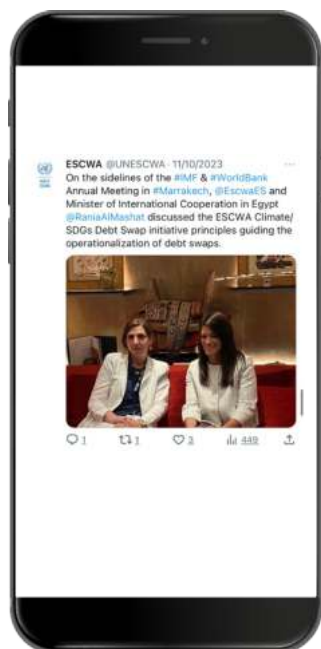 ESCWA @UNESCWA · 11/10/2023
On the sidelines of the #IMF & #WorldBank
Annual Meeting in #Marrakech, @EscwaES and
Minister of International Cooperation in Egypt
@RaniaAlMashat discussed the ESCWA Climate/
SDGs Debt Swap initiative principles guiding the
operationalization of debt swaps.
1 1 3 449